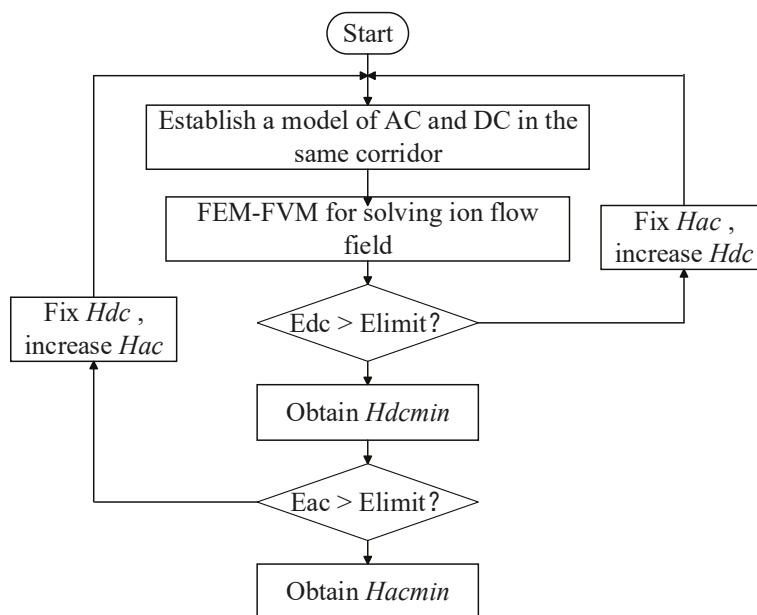 Start
Establish a model of AC and DC in the
same corridor
FEM-FVM for solving ion flow
field
Fix Hac ,
increase Hdc
Edc > Elimit?
Fix Hdc ,
increase Hac
Obtain Hdcmin
Eac > Elimit?
Obtain Hacmin